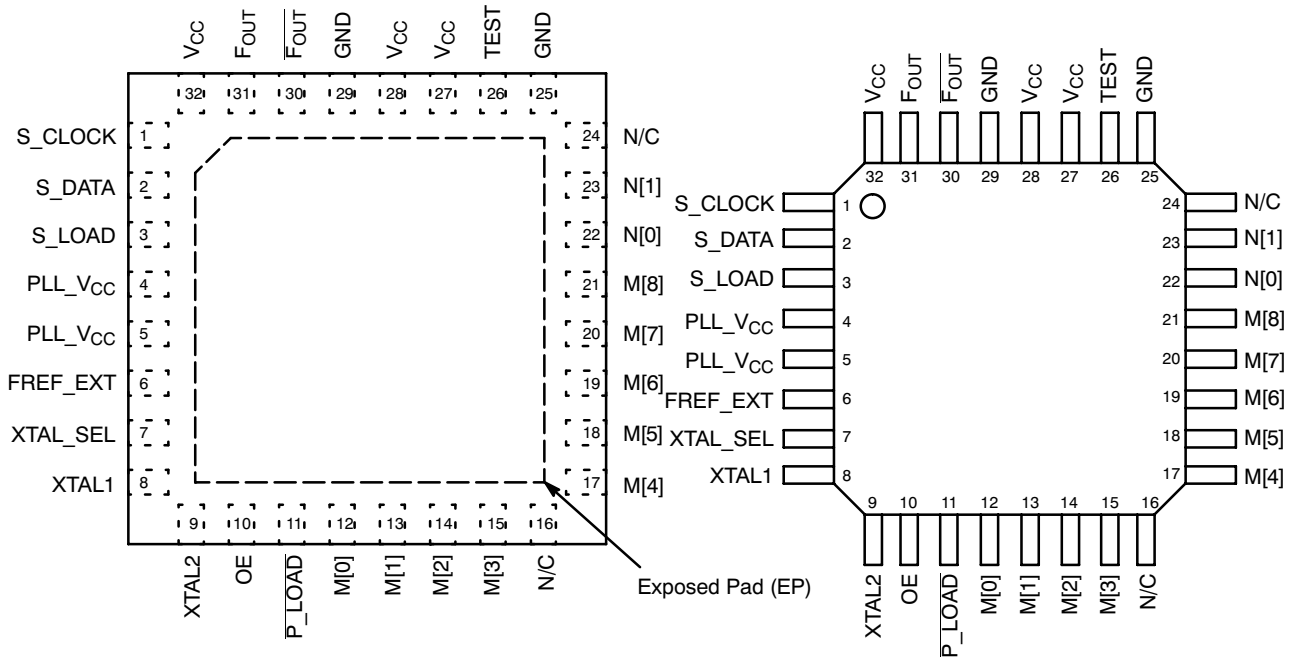 VCC FOUT FOUT GND VCC VCC TEST GND
32 31 30 29 28 27 26 25
S_CLOCK 1 24 N/C
S_DATA 2 23 N[1]
S_LOAD 3 22 N[0]
PLL_VCC 4 21 M[8]
PLL_VCC 5 20 M[7]
FREF_EXT 6 19 M[6]
XTAL_SEL 7 18 M[5]
XTAL1 8 17 M[4]
9 10 11 12 13 14 15 16
XTAL2 OE P_LOAD M[0] M[1] M[2] M[3] N/C
Exposed Pad (EP)
VCC FOUT FOUT GND VCC VCC TEST GND
32 31 30 29 28 27 26 25
S_CLOCK 1 24 N/C
S_DATA 2 23 N[1]
S_LOAD 3 22 N[0]
PLL_VCC 4 21 M[8]
PLL_VCC 5 20 M[7]
FREF_EXT 6 19 M[6]
XTAL_SEL 7 18 M[5]
XTAL1 8 17 M[4]
9 10 11 12 13 14 15 16
XTAL2 OE P_LOAD M[0] M[1] M[2] M[3] N/C